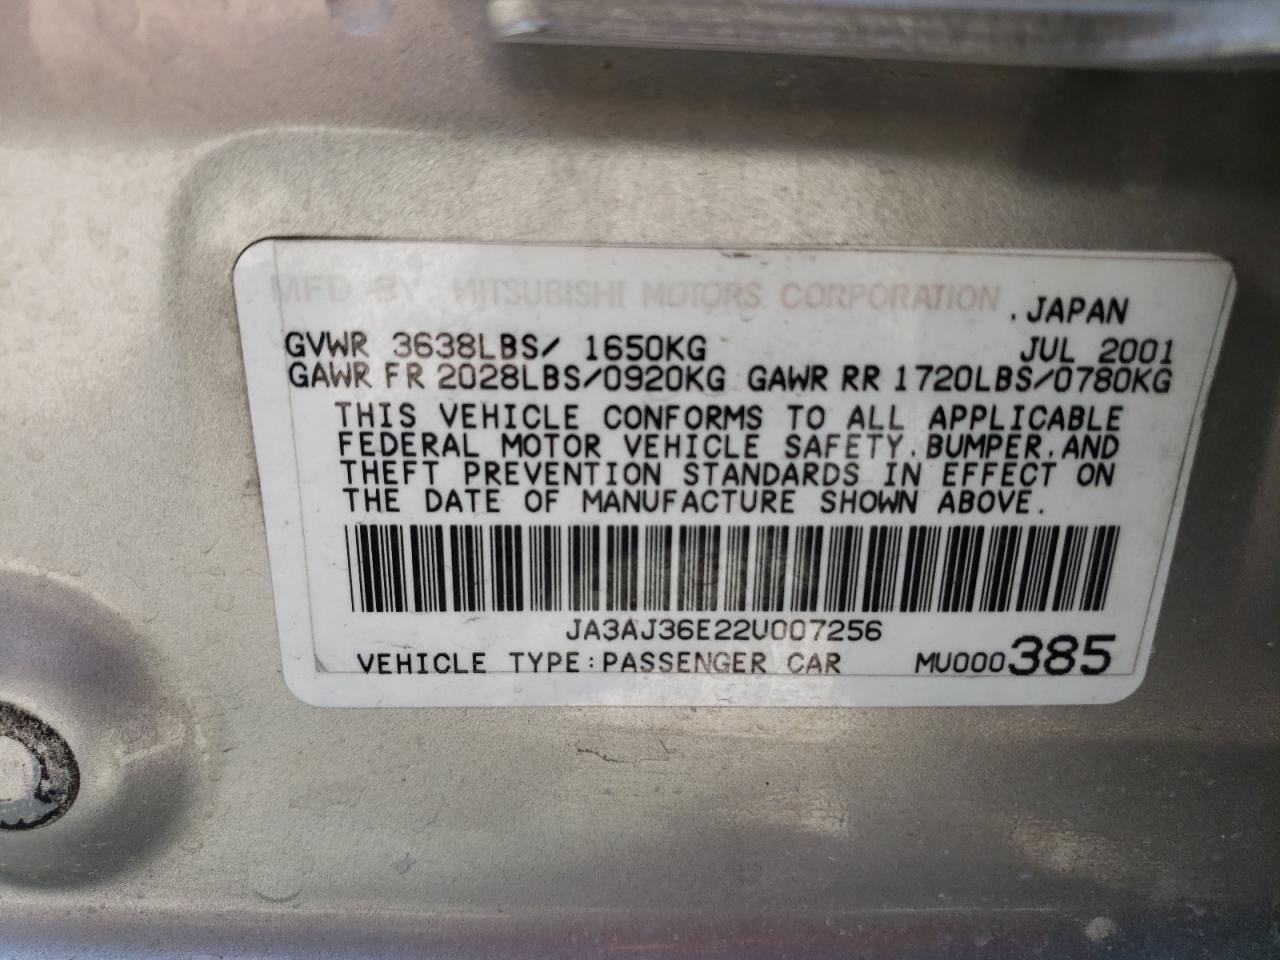 MFD BY MITSUBISHI MOTORS CORPORATION
.JAPAN
GVWR 3638LBS/ 1650KG JUL 2001
GAWR FR 2028LBS/0920KG GAWR RR 1720LBS/0780KG
THIS VEHICLE CONFORMS TO ALL APPLICABLE
FEDERAL MOTOR VEHICLE SAFETY, BUMPER, AND
THEFT PREVENTION STANDARDS IN EFFECT ON
THE DATE OF MANUFACTURE SHOWN ABOVE.
JA3AJ36E22U007256
VEHICLE TYPE:PASSENGER CAR MU000385